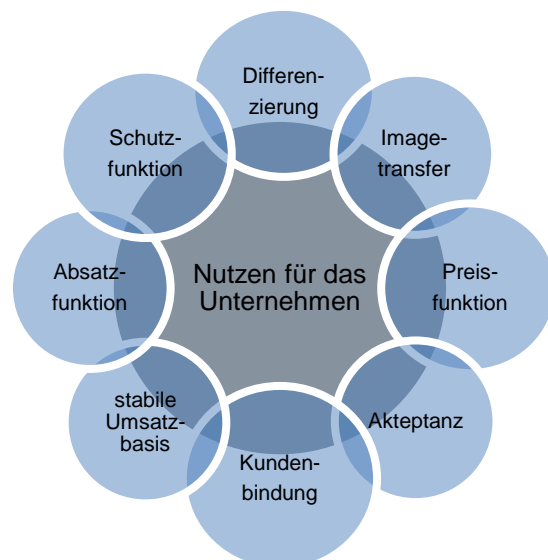 Differen-
zierung
Image-
transfer
Preis-
funktion
Akteptanz
Kunden-
bindung
stabile
Umsatz-
basis
Absatz-
funktion
Schutz-
funktion
Nutzen für das
Unternehmen